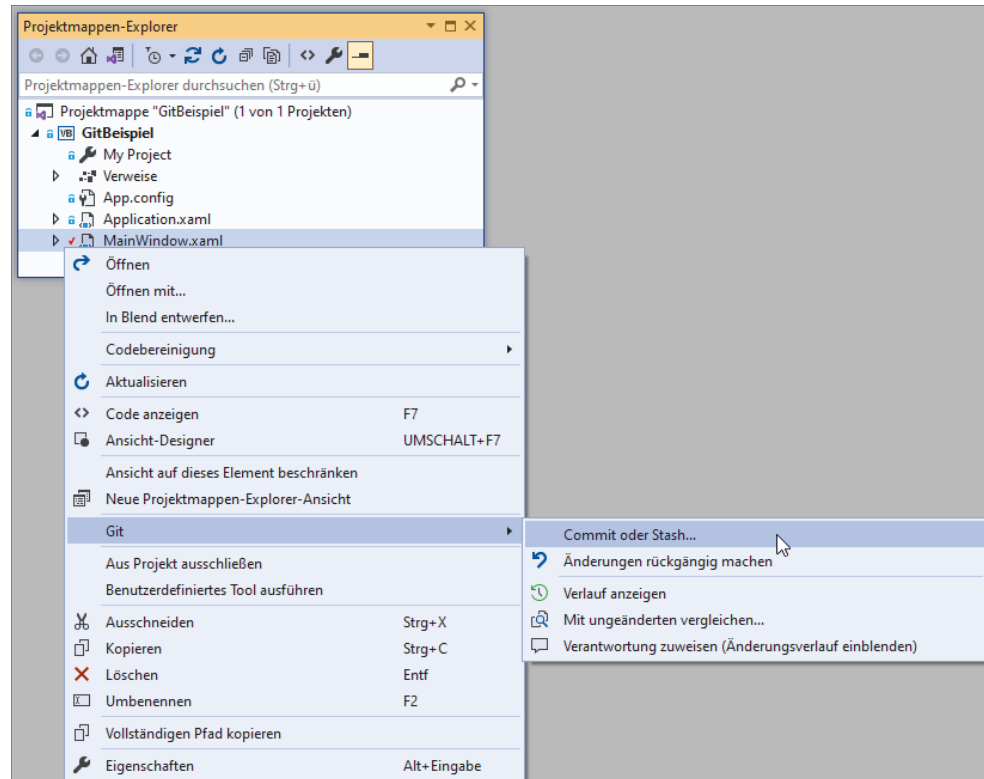 Projektmappen-Explorer
Projektmappen-Explorer durchsuchen (Strg+ü)
Projektmappe "GitBeispiel" (1 von 1 Projekten)
VB GitBeispiel
My Project
Verweise
App.config
Application.xaml
MainWindow.xaml
Öffnen
Öffnen mit...
In Blend entwerfen...
Codebereinigung
Aktualisieren
Code anzeigen F7
Ansicht-Designer UMSCHALT+F7
Ansicht auf dieses Element beschränken
Neue Projektmappen-Explorer-Ansicht
Git
Commit oder Stash...
Änderungen rückgängig machen
Verlauf anzeigen
Mit ungeänderten vergleichen...
Verantwortung zuweisen (Änderungsverlauf einblenden)
Aus Projekt ausschließen
Benutzerdefiniertes Tool ausführen
Ausschneiden Strg+X
Kopieren Strg+C
Löschen Entf
Umbenennen F2
Vollständigen Pfad kopieren
Eigenschaften Alt+Eingabe